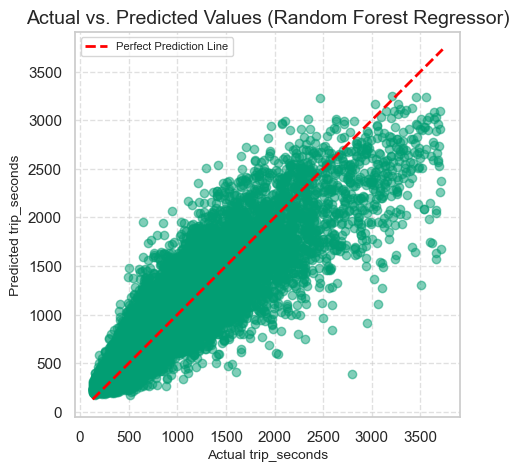 Actual vs. Predicted Values (Random Forest Regressor)
Perfect Prediction Line
3500
3000
2500
2000
1500
1000
500
0
Predicted trip_seconds
0 500 1000 1500 2000 2500 3000 3500
Actual trip_seconds